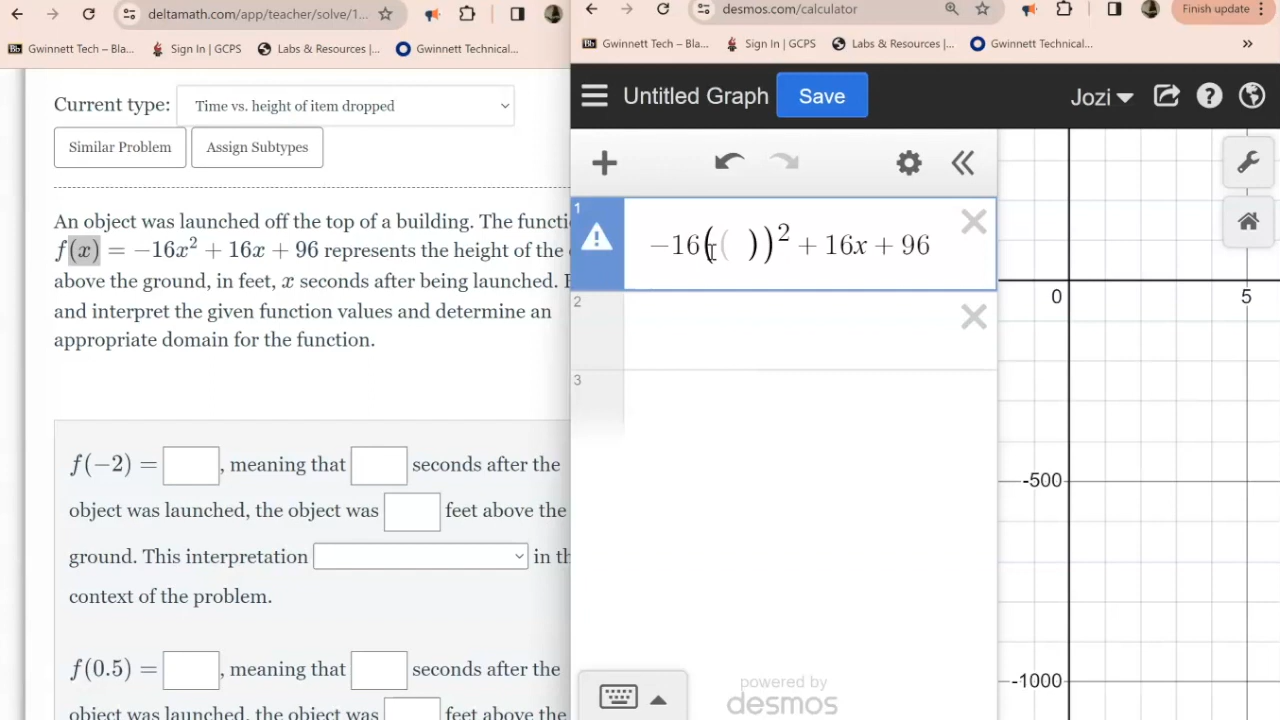 deltamath.com/app/teacher/solve/1...
Gwinnett Tech – Bla...
Sign In | GCPS
Labs & Resources |...
Gwinnett Technical...
Current type:
Time vs. height of item dropped
Similar Problem
Assign Subtypes
An object was launched off the top of a building. The functi
f(x) = −16x² + 16x + 96 represents the height of the
above the ground, in feet, x seconds after being launched.
and interpret the given function values and determine an
appropriate domain for the function.
f(−2) = , meaning that seconds after the
object was launched, the object was feet above the
ground. This interpretation in th
context of the problem.
f(0.5) = , meaning that seconds after the
object was launched, the object was feet above the
desmos.com/calculator
Finish update
Gwinnett Tech – Bla...
Sign In | GCPS
Labs & Resources |...
Gwinnett Technical...
»
Untitled Graph
Save
Jozi
?
1
−16(( ))² + 16x + 96
2
3
powered by
desmos
0
5
-500
-1000